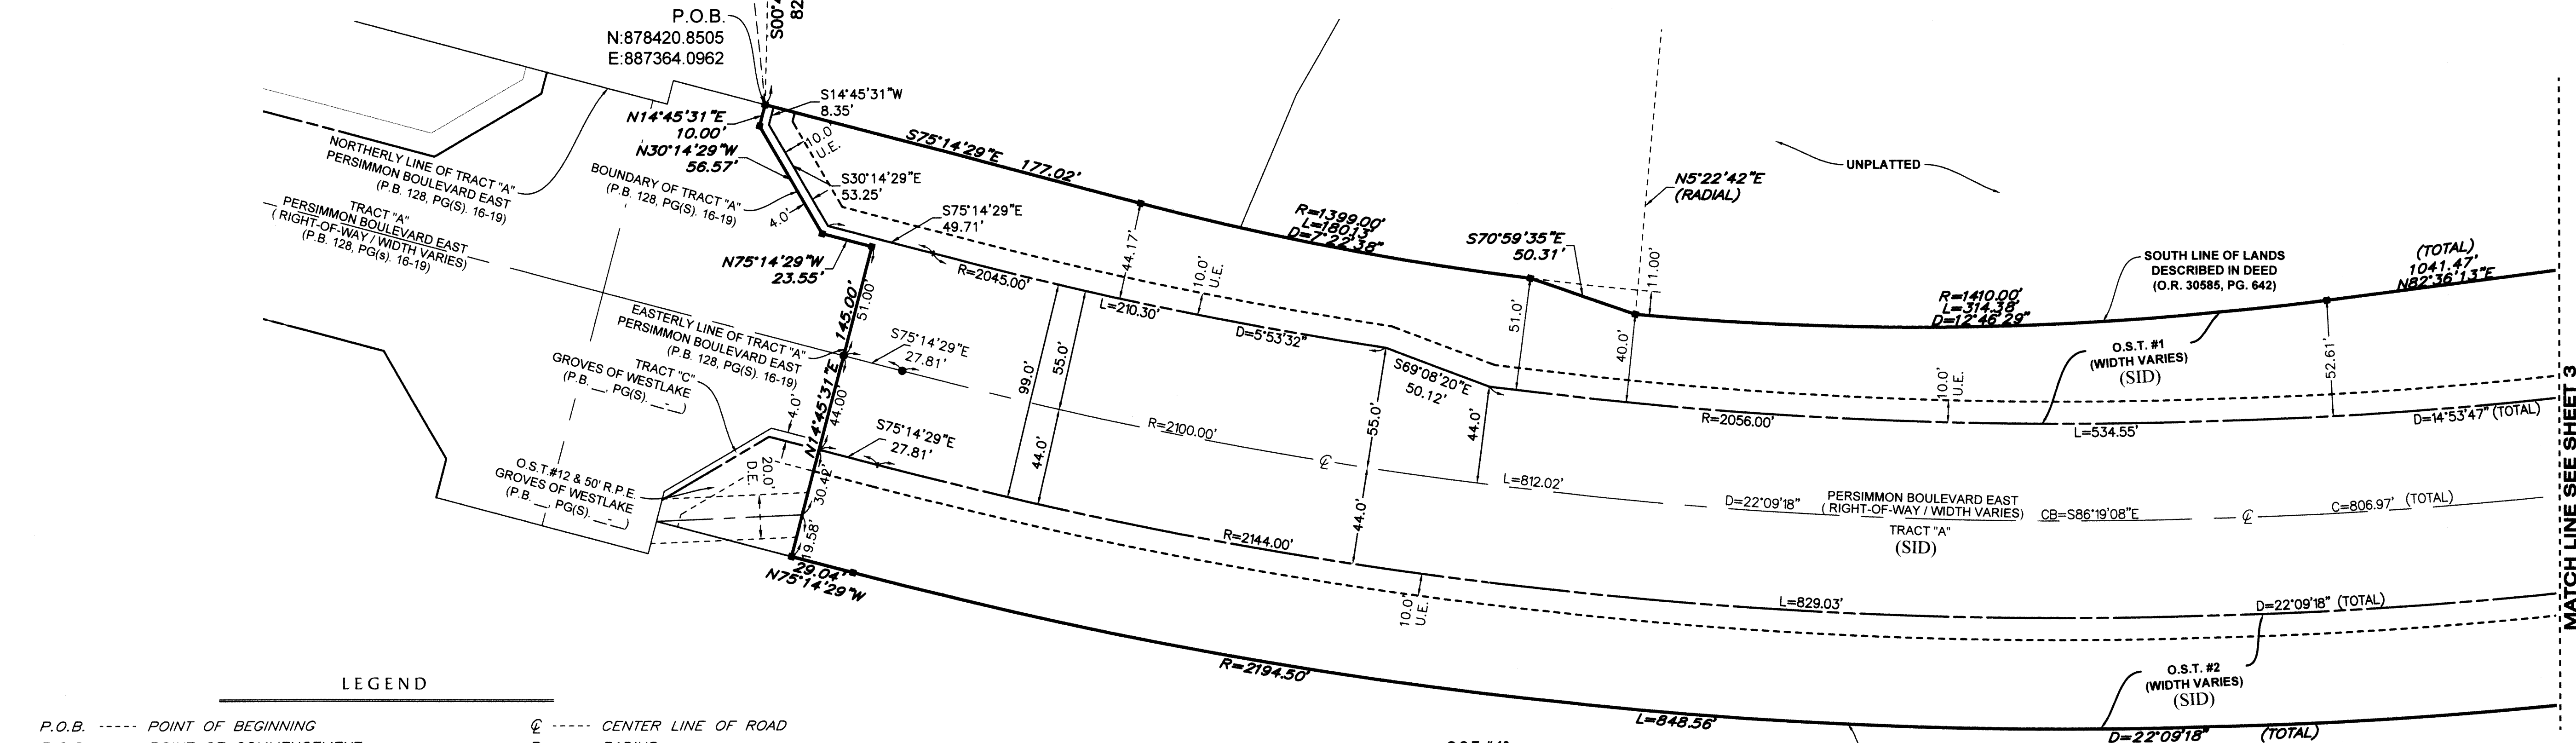 P.O.B.
N:878420.8505
E:887364.0962
S00°4
82
S14°45'31"W
8.35'
N14°45'31"E
10.00'
N30°14'29"W
56.57'
10.0'
U.E.
S75°14'29"E 177.02'
NORTHERLY LINE OF TRACT "A"
PERSIMMON BOULEVARD EAST
(P.B. 128, PG(S). 16-19)
BOUNDARY OF TRACT "A"
(P.B. 128, PG(S). 16-19)
4.0'
S30°14'29"E
53.25'
S75°14'29"E
49.71'
TRACT "A"
PERSIMMON BOULEVARD EAST
( RIGHT-OF-WAY / WIDTH VARIES)
(P.B. 128, PG(s). 16-19)
N75°14'29"W
23.55'
R=2045.00'
44.17'
10.0'
U.E.
L=210.30'
D=5°53'32"
R=1399.00'
L=180.13'
D=7°22'38"
S70°59'35"E
50.31'
N5°22'42"E
(RADIAL)
11.00'
UNPLATTED
SOUTH LINE OF LANDS
DESCRIBED IN DEED
(O.R. 30585, PG. 642)
(TOTAL)
1041.47'
N82°36'13"E
R=1410.00'
L=314.38'
D=12°46'29"
O.S.T. #1
(WIDTH VARIES)
(SID)
51.0'
40.0'
10.0'
U.E.
52.61'
S69°08'20"E
50.12'
R=2056.00'
L=534.55'
D=14°53'47" (TOTAL)
MATCH LINE SEE SHEET 3
EASTERLY LINE OF TRACT "A"
PERSIMMON BOULEVARD EAST
(P.B. 128, PG(S). 16-19)
N14°45'31"E 145.00'
51.00'
44.00'
S75°14'29"E
27.81'
S75°14'29"E
27.81'
99.0'
55.0'
44.0'
R=2100.00'
℄
55.0'
44.0'
44.0'
L=812.02'
D=22°09'18"
PERSIMMON BOULEVARD EAST
( RIGHT-OF-WAY / WIDTH VARIES)
TRACT "A"
(SID)
CB=S86°19'08"E
℄
C=806.97' (TOTAL)
TRACT "C"
GROVES OF WESTLAKE
(P.B. __, PG(S). __-__)
4.0'
O.S.T.#12 & 50' R.P.E.
GROVES OF WESTLAKE
(P.B. __, PG(S). __-__)
20.0'
D.E.
30.42'
19.58'
29.04'
N75°14'29"W
R=2144.00'
10.0'
U.E.
L=829.03'
D=22°09'18" (TOTAL)
O.S.T. #2
(WIDTH VARIES)
(SID)
R=2194.50'
L=848.56'
D=22°09'18" (TOTAL)
LEGEND
P.O.B. ----- POINT OF BEGINNING
℄ ----- CENTER LINE OF ROAD